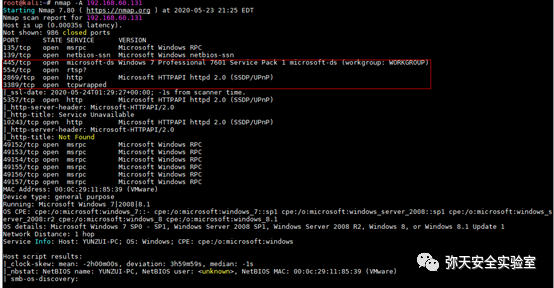 root@kali:~# nmap -A 192.168.60.131
Starting Nmap 7.80 ( https://nmap.org ) at 2020-05-23 21:25 EDT
Nmap scan report for 192.168.60.131
Host is up (0.00035s latency).
Not shown: 986 closed ports
PORT STATE SERVICE VERSION
135/tcp open msrpc Microsoft Windows RPC
139/tcp open netbios-ssn Microsoft Windows netbios-ssn
445/tcp open microsoft-ds Windows 7 Professional 7601 Service Pack 1 microsoft-ds (workgroup: WORKGROUP)
554/tcp open rtsp?
2869/tcp open http Microsoft HTTPAPI httpd 2.0 (SSDP/UPnP)
3389/tcp open tcpwrapped
|_ssl-date: 2020-05-24T01:29:27+00:00; -1s from scanner time.
5357/tcp open http Microsoft HTTPAPI httpd 2.0 (SSDP/UPnP)
|_http-server-header: Microsoft-HTTPAPI/2.0
|_http-title: Service Unavailable
10243/tcp open http Microsoft HTTPAPI httpd 2.0 (SSDP/UPnP)
|_http-server-header: Microsoft-HTTPAPI/2.0
|_http-title: Not Found
49152/tcp open msrpc Microsoft Windows RPC
49153/tcp open msrpc Microsoft Windows RPC
49154/tcp open msrpc Microsoft Windows RPC
49155/tcp open msrpc Microsoft Windows RPC
49156/tcp open msrpc Microsoft Windows RPC
49157/tcp open msrpc Microsoft Windows RPC
MAC Address: 00:0C:29:11:85:39 (VMware)
Device type: general purpose
Running: Microsoft Windows 7|2008|8.1
OS CPE: cpe:/o:microsoft:windows_7::- cpe:/o:microsoft:windows_7::sp1 cpe:/o:microsoft:windows_server_2008::sp1 cpe:/o:microsoft:windows_s
erver_2008:r2 cpe:/o:microsoft:windows_8 cpe:/o:microsoft:windows_8.1
OS details: Microsoft Windows 7 SP0 - SP1, Windows Server 2008 SP1, Windows Server 2008 R2, Windows 8, or Windows 8.1 Update 1
Network Distance: 1 hop
Service Info: Host: YUNZUI-PC; OS: Windows; CPE: cpe:/o:microsoft:windows
Host script results:
|_clock-skew: mean: -2h00m00s, deviation: 3h59m59s, median: -1s
|_nbstat: NetBIOS name: YUNZUI-PC, NetBIOS user: <unknown>, NetBIOS MAC: 00:0c:29:11:85:39 (VMware)
| smb-os-discovery:
弥天安全实验室